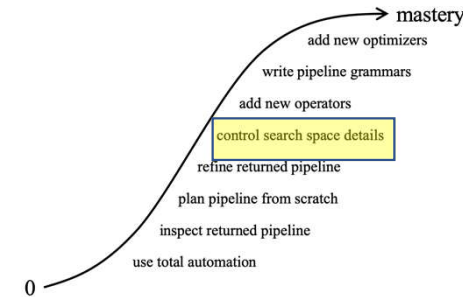 mastery
add new optimizers
write pipeline grammars
add new operators
control search space details
refine returned pipeline
plan pipeline from scratch
inspect returned pipeline
use total automation
0